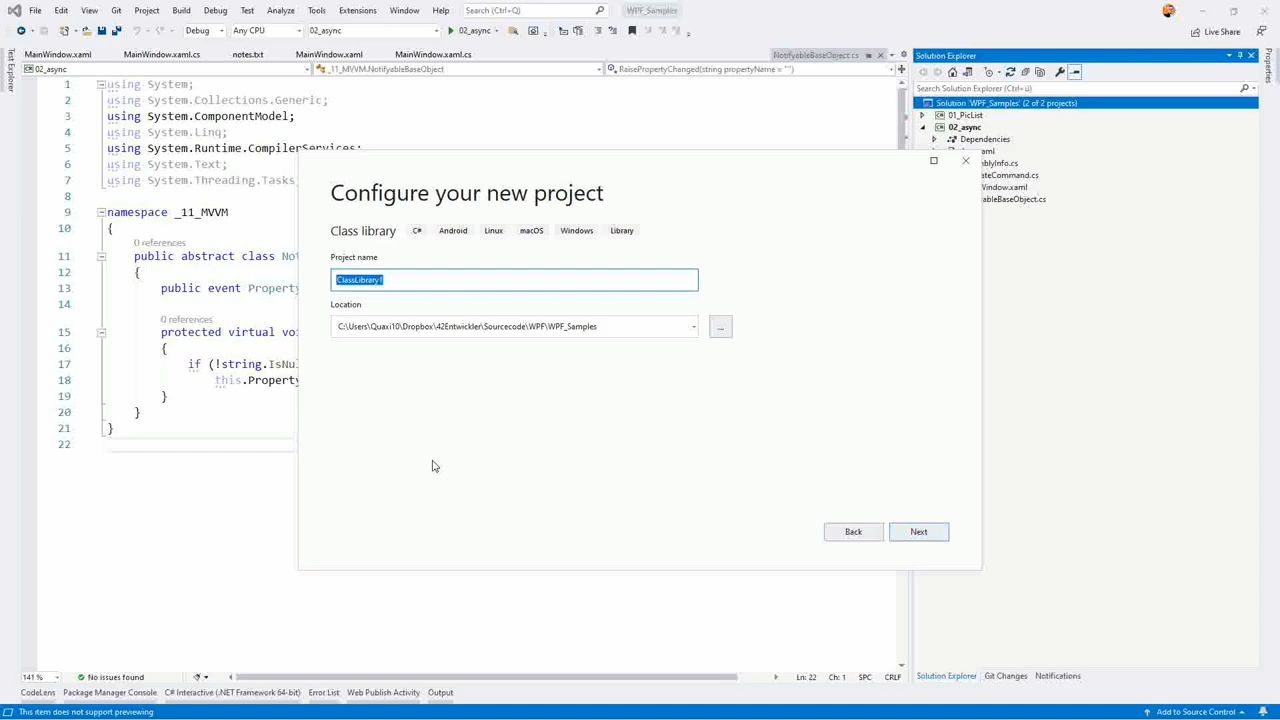 File Edit View Git Project Build Debug Test Analyze Tools Extensions Window Help Search (Ctrl+Q) WPF_Samples
Debug Any CPU 02_async 02_async Live Share
MainWindow.xaml MainWindow.xaml.cs notes.txt MainWindow.xaml MainWindow.xaml.cs NotifyableBaseObject.cs
02_async _11_MVVM.NotifyableBaseObject RaisePropertyChanged(string propertyName = "")
Test Explorer
1 using System;
2 using System.Collections.Generic;
3 using System.ComponentModel;
4 using System.Linq;
5 using System.Runtime.CompilerServices;
6 using System.Text;
7 using System.Threading.Tasks
8
9 namespace _11_MVVM
10 {
0 references
11 public abstract class No
12 {
13 public event Property
14
0 references
15 protected virtual voi
16 {
17 if (!string.IsNul
18 this.Property
19 }
20 }
21 }
22
Configure your new project
Class library C# Android Linux macOS Windows Library
Project name
ClassLibrary1
Location
C:\Users\Quaxi10\Dropbox\42Entwickler\Sourcecode\WPF\WPF_Samples
...
Back Next
Solution Explorer
Search Solution Explorer (Ctrl+ü)
Solution 'WPF_Samples' (2 of 2 projects)
01_PicList
02_async
Dependencies
.xaml
mblyInfo.cs
ateCommand.cs
Window.xaml
yableBaseObject.cs
Properties
141 % No issues found Ln: 22 Ch: 1 SPC CRLF
Solution Explorer Git Changes Notifications
CodeLens Package Manager Console C# Interactive (.NET Framework 64-bit) Error List Web Publish Activity Output
This item does not support previewing Add to Source Control